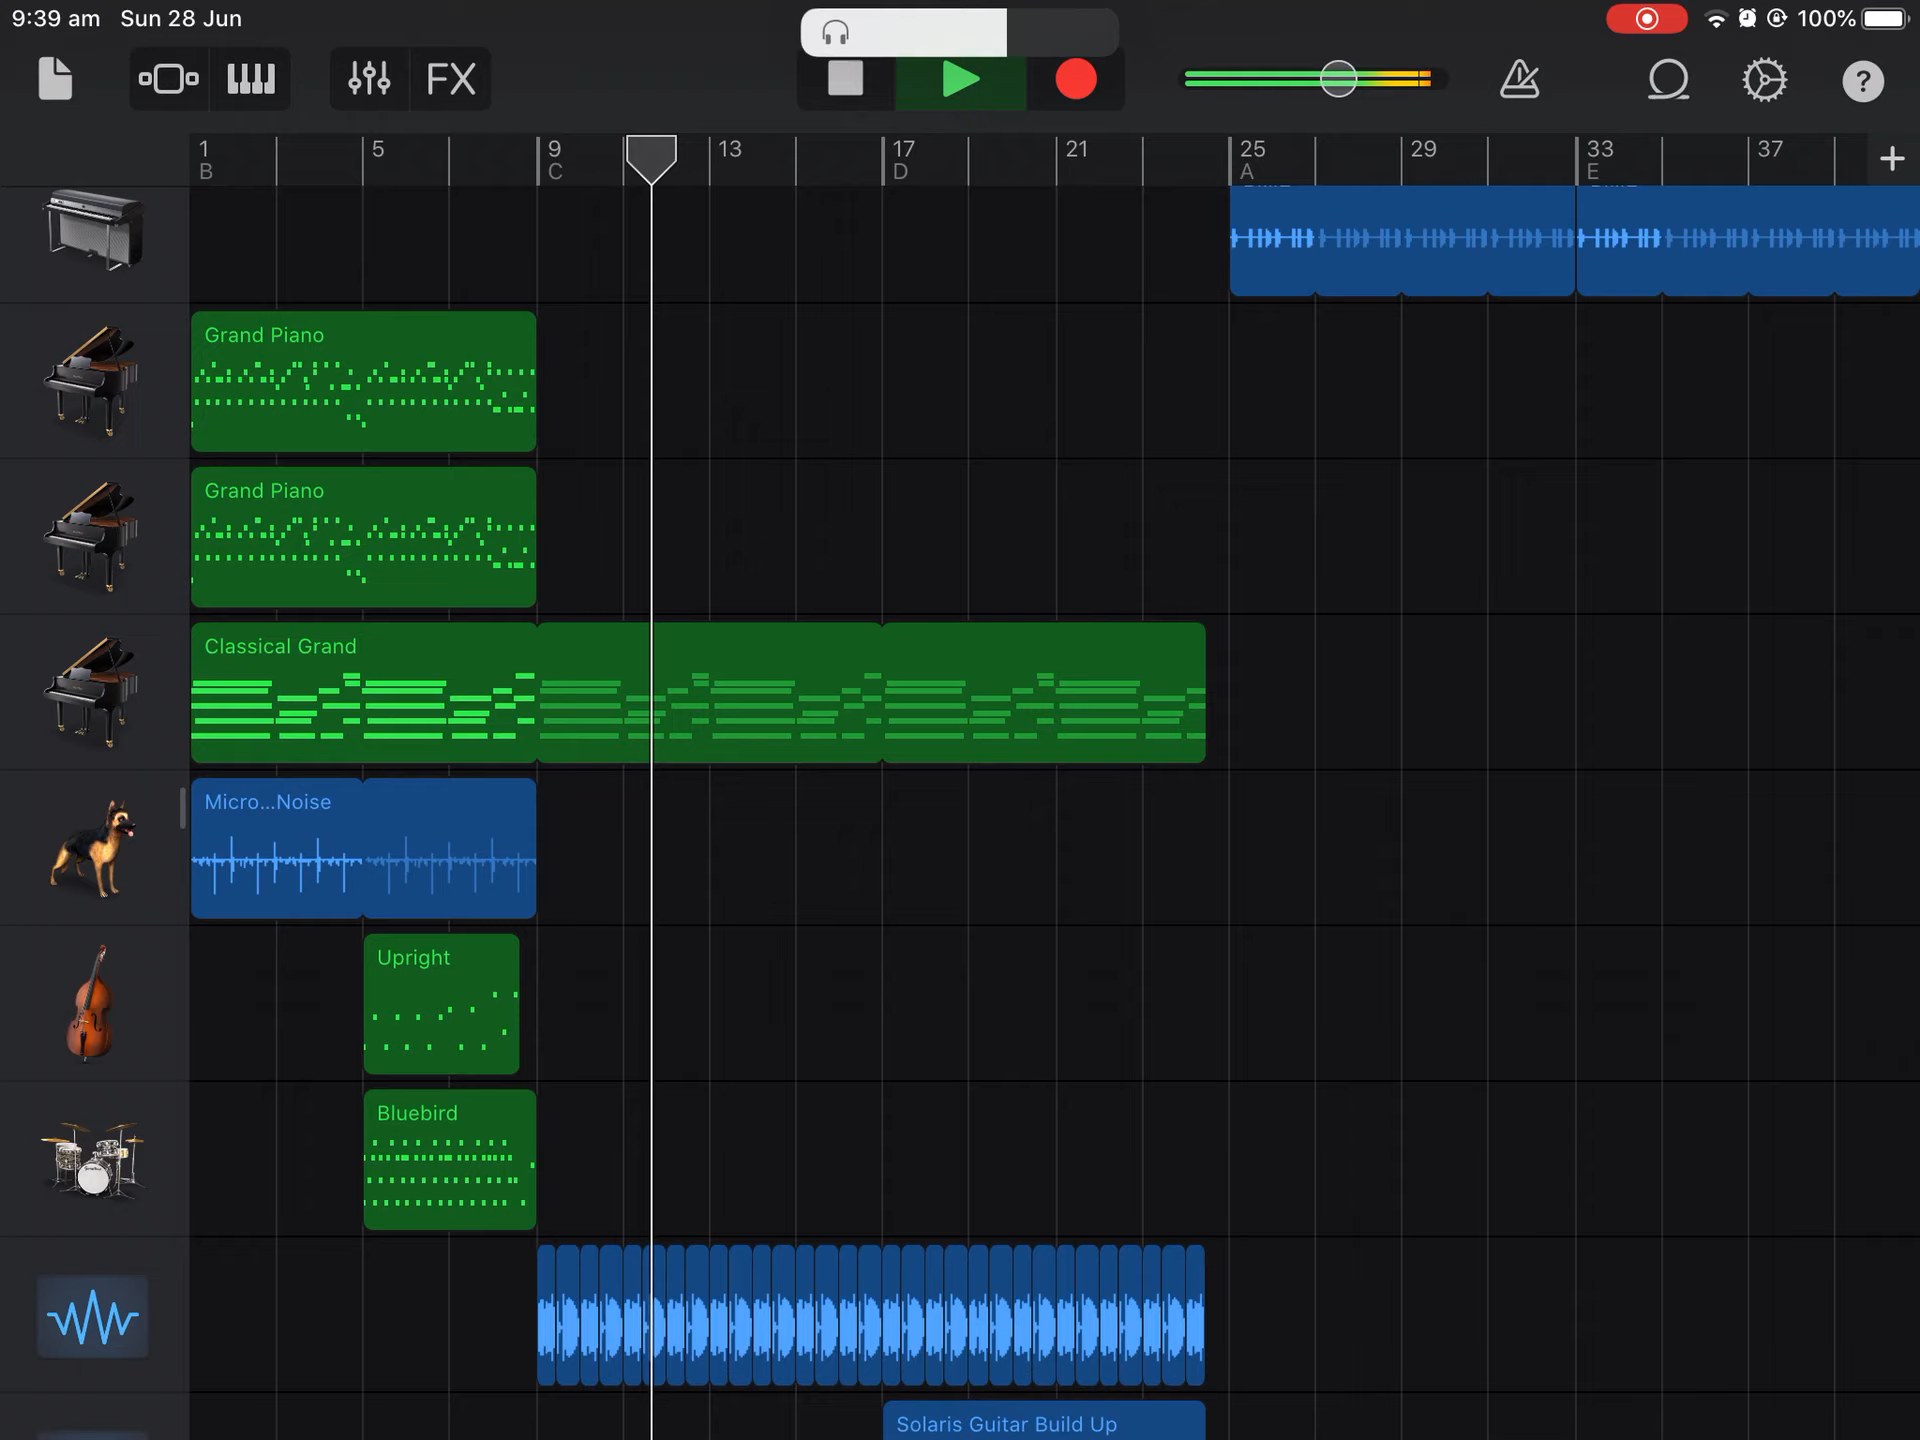 9:39 am Sun 28 Jun
100%
FX
?
1 5 9 13 17 21 25 29 33 37
B C D A E
Grand Piano
Grand Piano
Classical Grand
Micro...Noise
Upright
Bluebird
Solaris Guitar Build Up